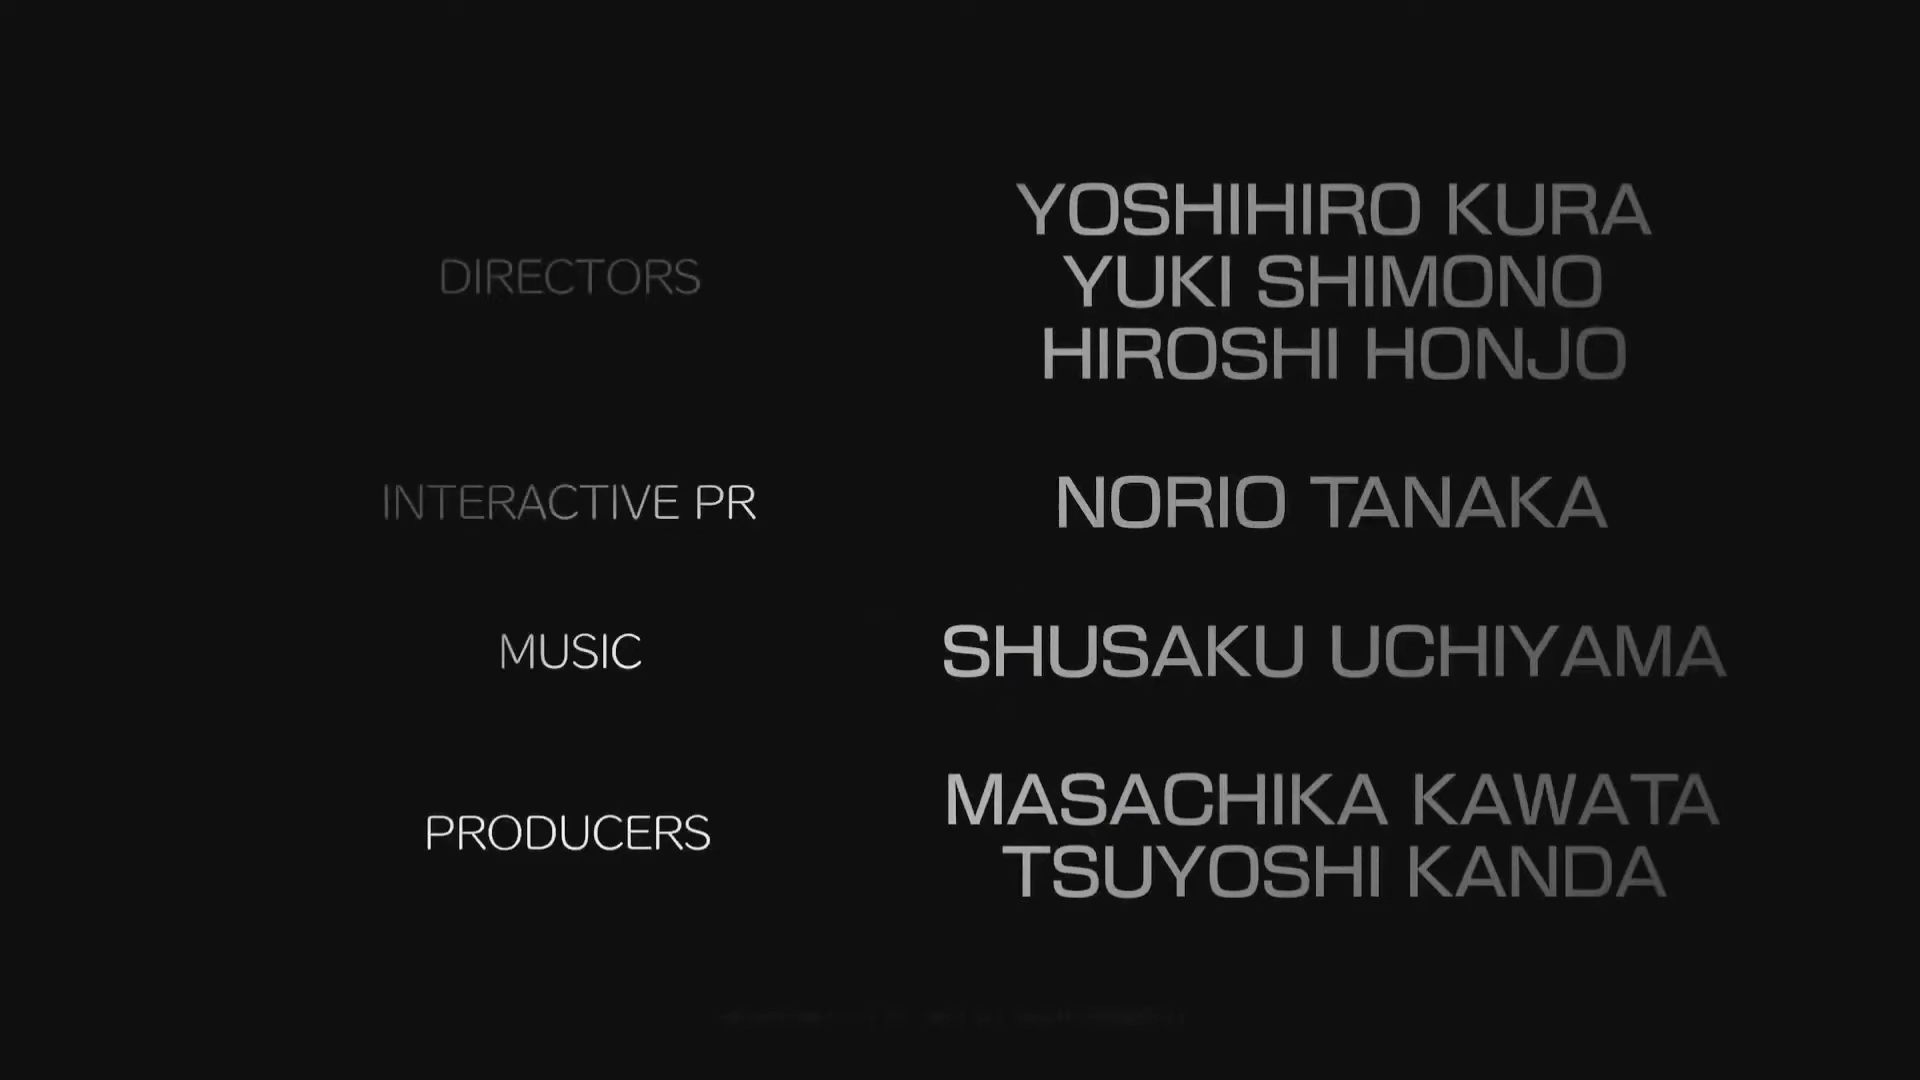 DIRECTORS
YOSHIHIRO KURA
YUKI SHIMONO
HIROSHI HONJO
INTERACTIVE PR
NORIO TANAKA
MUSIC
SHUSAKU UCHIYAMA
PRODUCERS
MASACHIKA KAWATA
TSUYOSHI KANDA